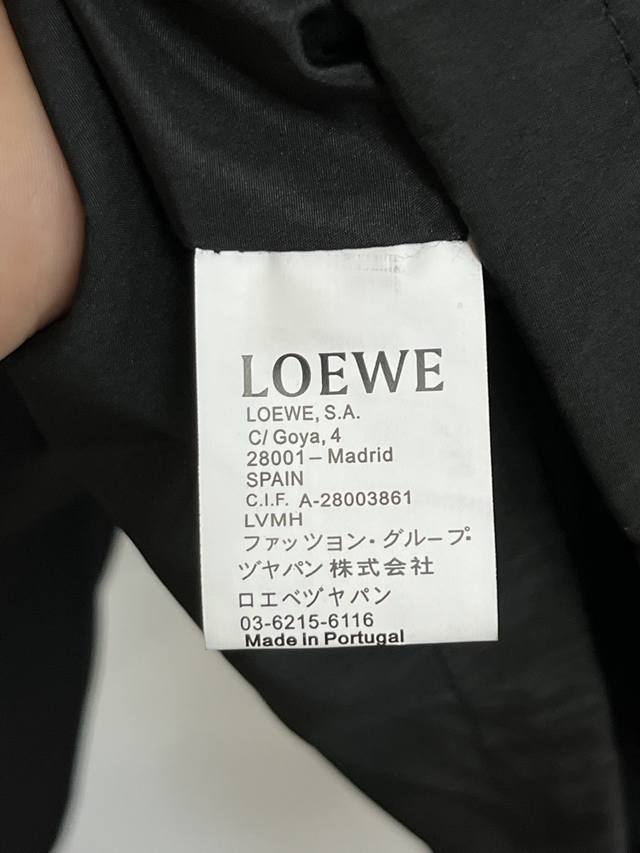 LOEWE
LOEWE, S.A.
C/ Goya, 4
28001 – Madrid
SPAIN
C.I.F. A-28003861
LVMH
ファッツョン・グループ
ヅヤパン 株式会社
ロエベヅヤパン
03-6215-6116
Made in Portugal